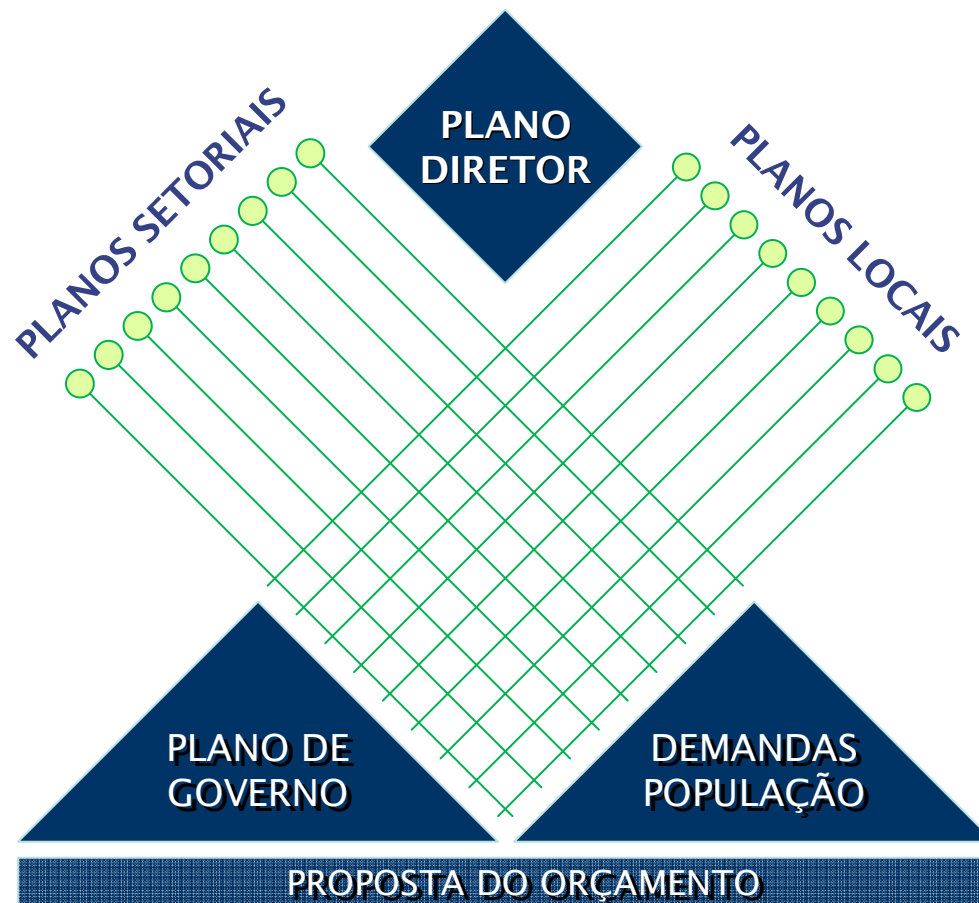 PLANO
DIRETOR
PLANOS SETORIAIS
PLANOS LOCAIS
PLANO DE
GOVERNO
DEMANDAS
POPULAÇÃO
PROPOSTA DO ORÇAMENTO